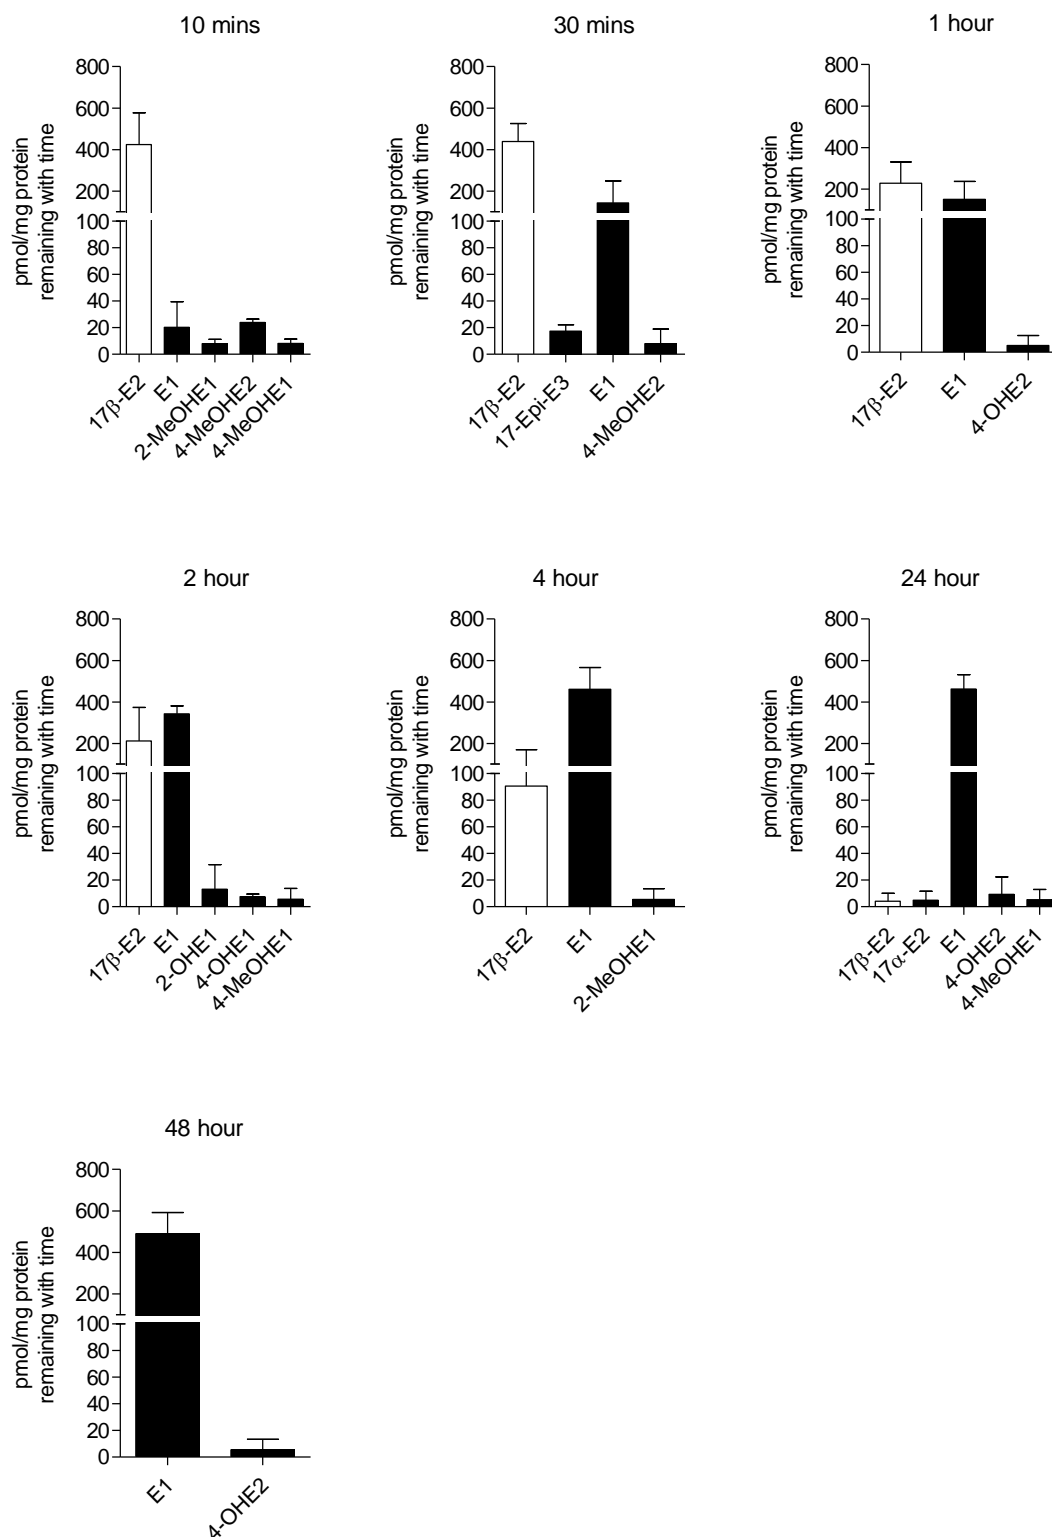 10 mins
pmol/mg protein
remaining with time
800
600
400
200
100
80
60
40
20
0
17β-E2
E1
2-MeOHE1
4-MeOHE2
4-MeOHE1
30 mins
pmol/mg protein
remaining with time
800
600
400
200
100
80
60
40
20
0
17β-E2
17-Epi-E3
E1
4-MeOHE2
1 hour
pmol/mg protein
remaining with time
800
600
400
200
100
80
60
40
20
0
17β-E2
E1
4-OHE2
2 hour
pmol/mg protein
remaining with time
800
600
400
200
100
80
60
40
20
0
17β-E2
E1
2-OHE1
4-OHE1
4-MeOHE1
4 hour
pmol/mg protein
remaining with time
800
600
400
200
100
80
60
40
20
0
17β-E2
E1
2-MeOHE1
24 hour
pmol/mg protein
remaining with time
800
600
400
200
100
80
60
40
20
0
17β-E2
17α-E2
E1
4-OHE2
4-MeOHE1
48 hour
pmol/mg protein
remaining with time
800
600
400
200
100
80
60
40
20
0
E1
4-OHE2